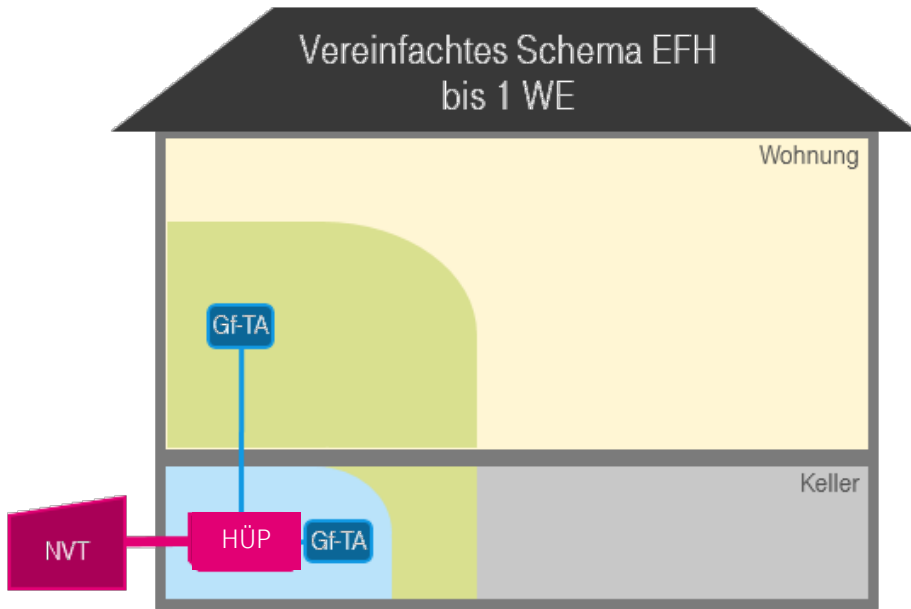 Vereinfachtes Schema EFH
bis 1 WE
Wohnung
Gf-TA
Keller
NVT
HÜP
Gf-TA